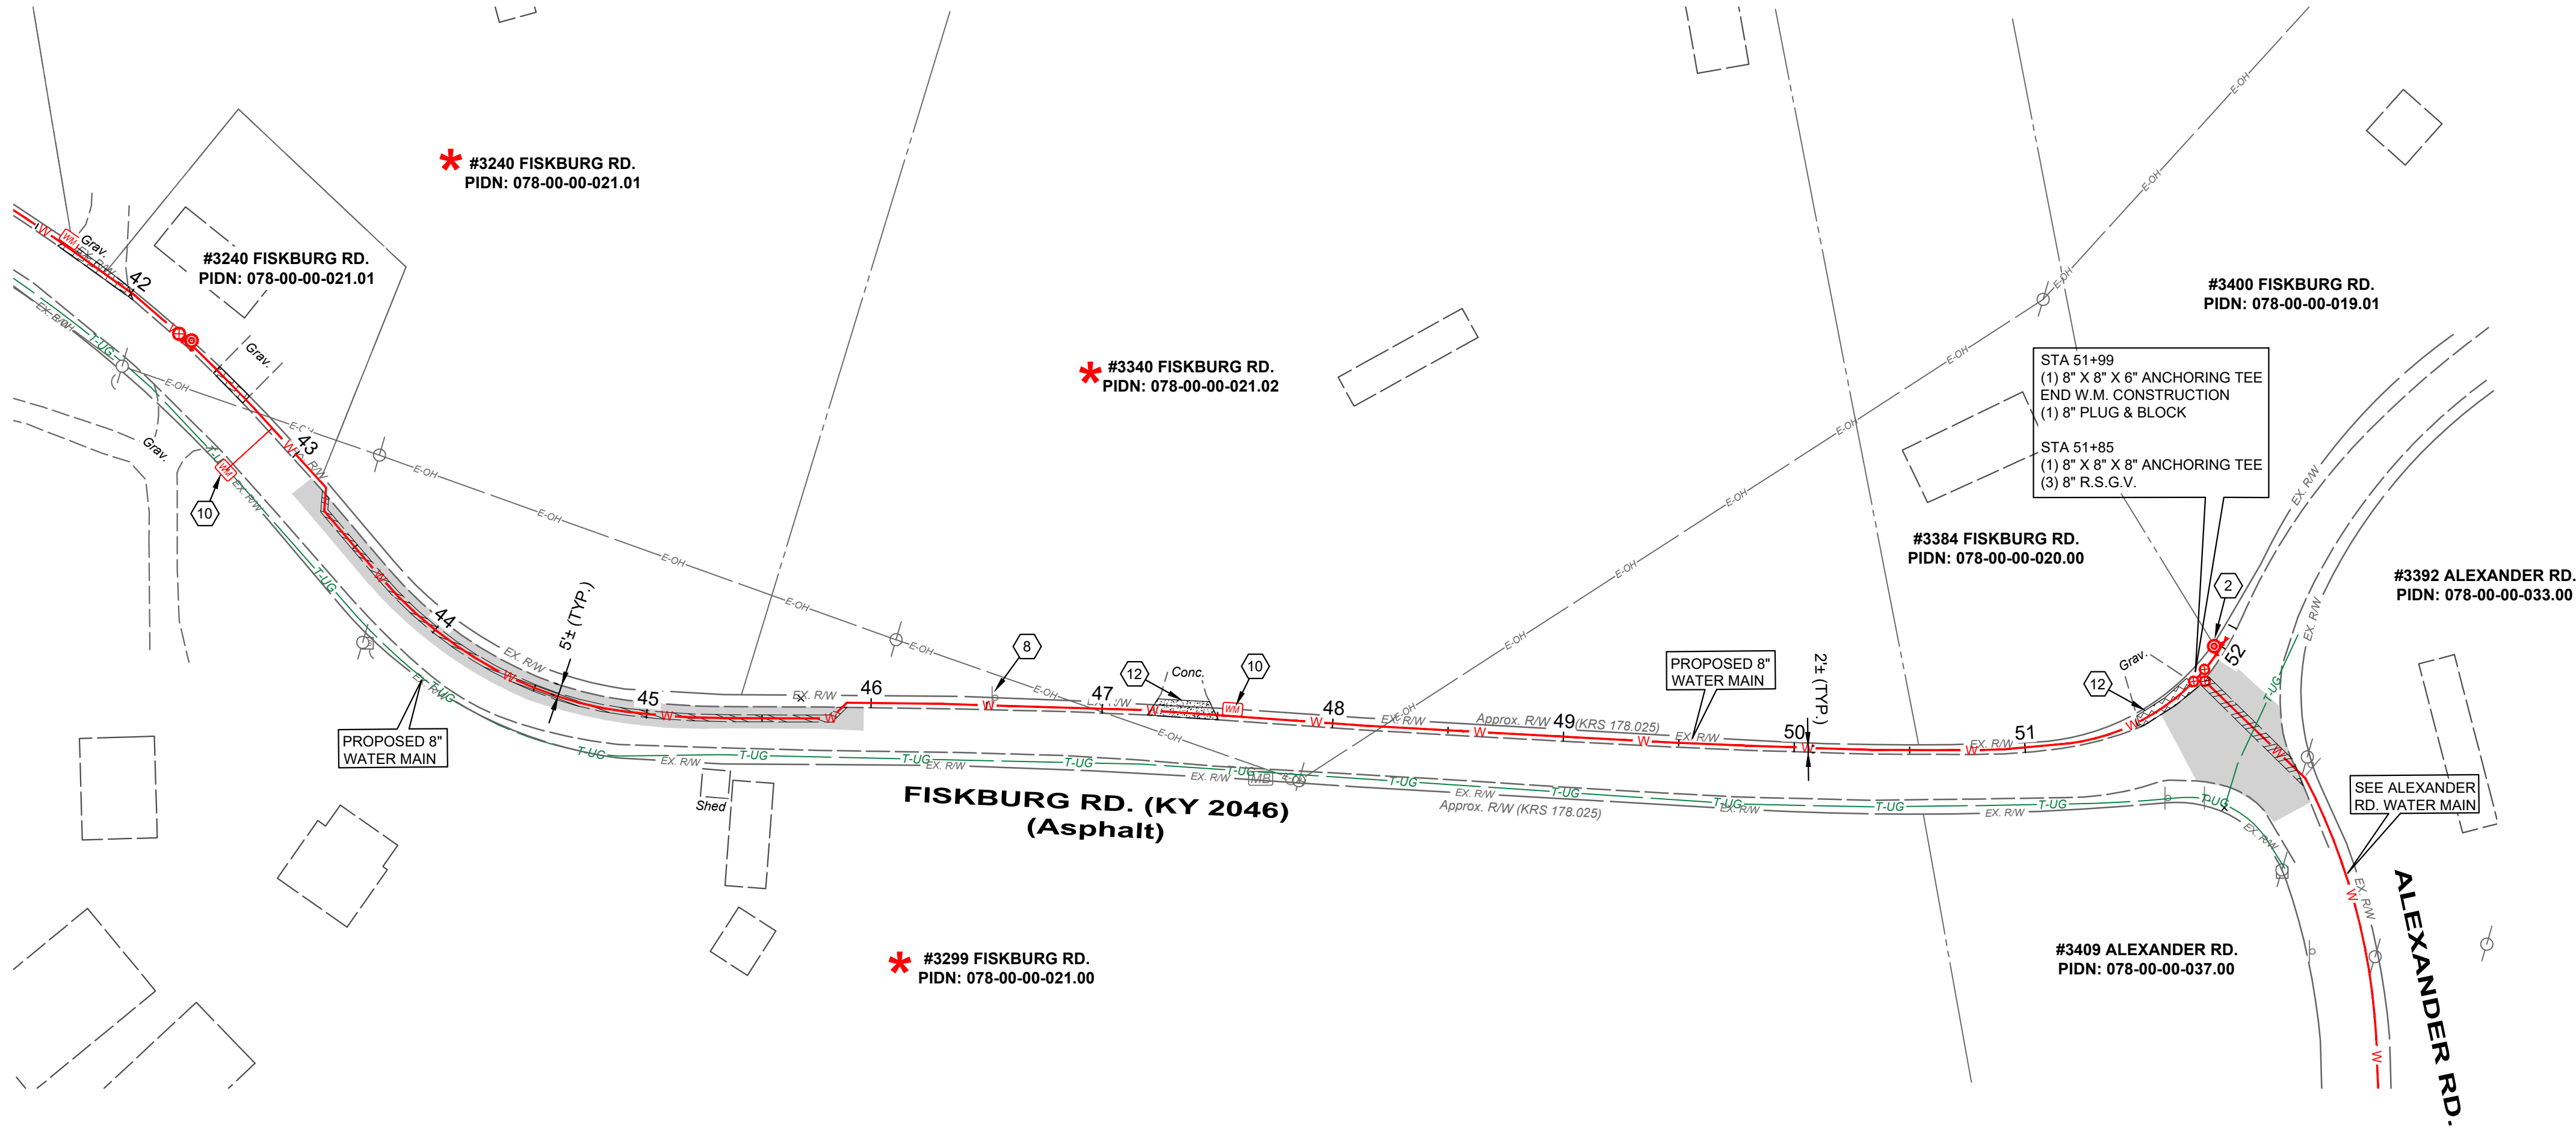 * #3240 FISKBURG RD.
PIDN: 078-00-00-021.01
#3240 FISKBURG RD.
PIDN: 078-00-00-021.01
* #3340 FISKBURG RD.
PIDN: 078-00-00-021.02
#3400 FISKBURG RD.
PIDN: 078-00-00-019.01
STA 51+99
(1) 8" X 8" X 6" ANCHORING TEE
END W.M. CONSTRUCTION
(1) 8" PLUG & BLOCK
STA 51+85
(1) 8" X 8" X 8" ANCHORING TEE
(3) 8" R.S.G.V.
#3384 FISKBURG RD.
PIDN: 078-00-00-020.00
#3392 ALEXANDER RD.
PIDN: 078-00-00-033.00
WM
Grav.
42
Grav.
43
Grav.
WM
10
44
5'± (TYP.)
45
46
8
47
12
Conc.
10
WM
48
Approx. R/W (KRS 178.025)
49
PROPOSED 8"
WATER MAIN
50
2'± (TYP.)
51
12
Grav.
2
52
EX. R/W
T-UG
E-OH
W
MB
PROPOSED 8"
WATER MAIN
Shed
Approx. R/W (KRS 178.025)
FISKBURG RD. (KY 2046)
(Asphalt)
SEE ALEXANDER
RD. WATER MAIN
* #3299 FISKBURG RD.
PIDN: 078-00-00-021.00
#3409 ALEXANDER RD.
PIDN: 078-00-00-037.00
ALEXANDER RD.